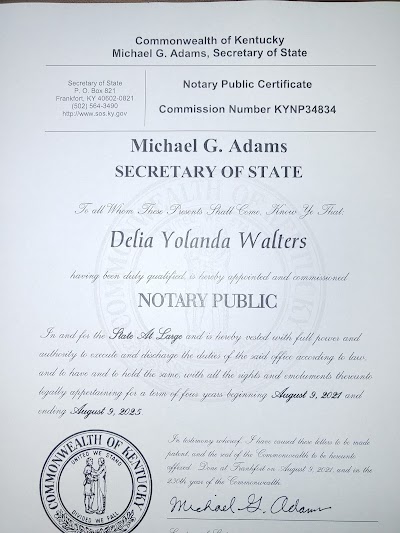 Commonwealth of Kentucky
Michael G. Adams, Secretary of State
Secretary of State
P. O. Box 821
Frankfort, KY 40602-0821
(502) 564-3490
http://www.sos.ky.gov
Notary Public Certificate
Commission Number KYNP34834
Michael G. Adams
SECRETARY OF STATE
To all Whom These Presents Shall Come, Know Ye That:
Delia Yolanda Walters
having been duly qualified, is hereby appointed and commissioned
NOTARY PUBLIC
In and for the State At Large and is hereby vested with full power and
authority to execute and discharge the duties of the said office according to law,
and to have and to hold the same, with all the rights and emoluments thereunto
legally appertaining for a term of four years beginning August 9, 2021 and
ending August 9, 2025.
In testimony whereof, I have caused these letters to be made
patent and the seal of the Commonwealth to be hereunto
affixed. Done at Frankfort on August 9, 2021, and in the
230th year of the Commonwealth.
COMMONWEALTH OF KENTUCKY
UNITED WE STAND
DIVIDED WE FALL
Michael G. Adams